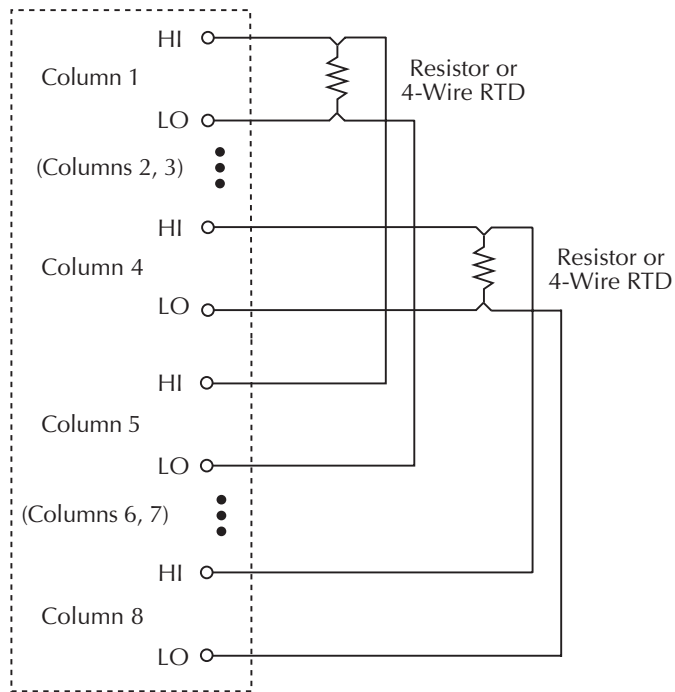 HI
Column 1
Resistor or
4-Wire RTD
LO
(Columns 2, 3)
HI
Column 4
Resistor or
4-Wire RTD
LO
HI
Column 5
LO
(Columns 6, 7)
HI
Column 8
LO